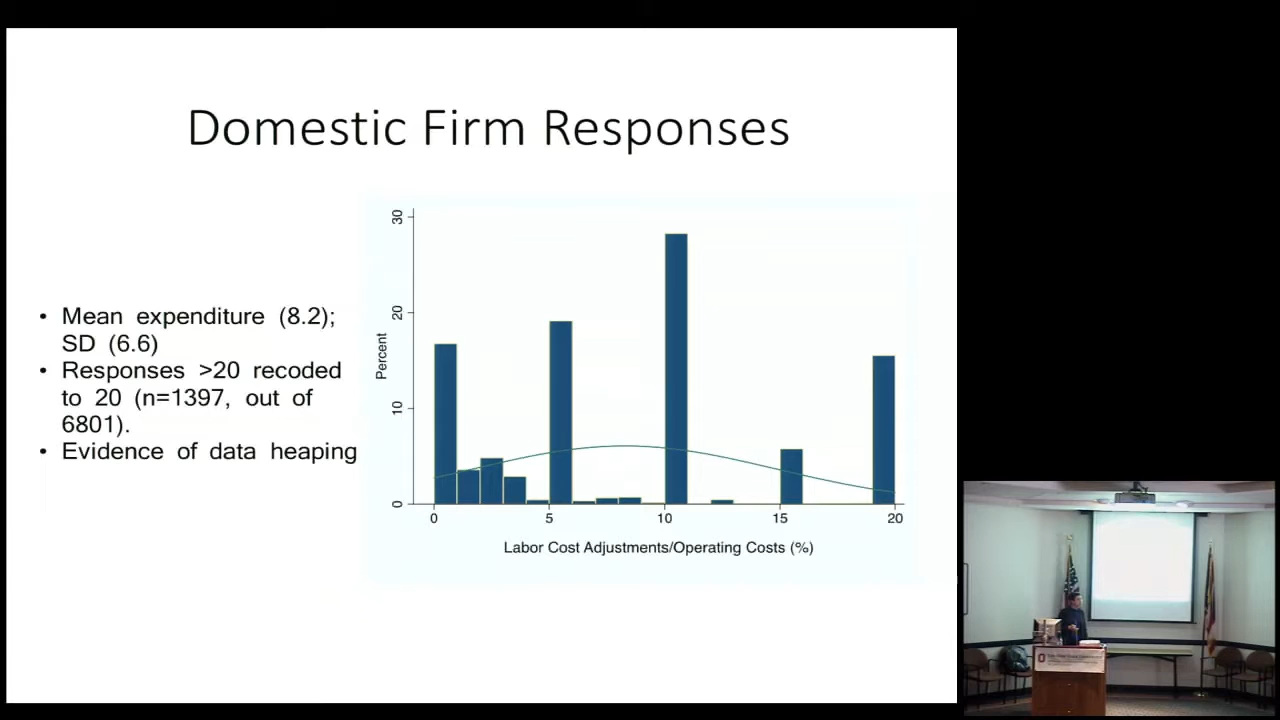 Domestic Firm Responses
• Mean expenditure (8.2);
SD (6.6)
• Responses >20 recoded
to 20 (n=1397, out of
6801).
• Evidence of data heaping
Percent
30
20
10
0
0 5 10 15 20
Labor Cost Adjustments/Operating Costs (%)